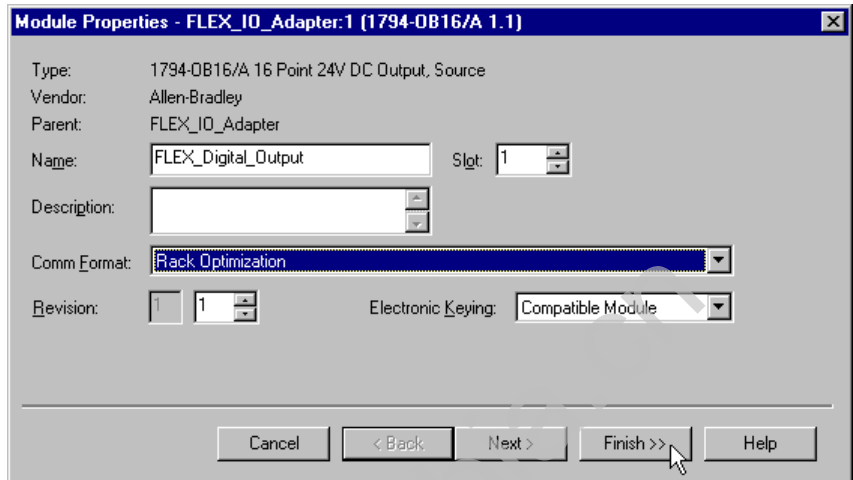 Module Properties - FLEX_IO_Adapter:1 (1794-OB16/A 1.1)
Type: 1794-OB16/A 16 Point 24V DC Output, Source
Vendor: Allen-Bradley
Parent: FLEX_IO_Adapter
Name: FLEX_Digital_Output Slot: 1
Description:
Comm Format: Rack Optimization
Revision: 1 1 Electronic Keying: Compatible Module
Cancel < Back Next > Finish >> Help